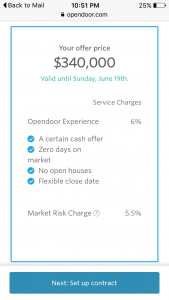 Back to Mail 10:51 PM 25%
opendoor.com
Your offer price
$340,000
Valid until Sunday, June 19th.
Service Charges
Opendoor Experience 6%
A certain cash offer
Zero days on
market
No open houses
Flexible close date
Market Risk Charge ? 5.5%
Next: Set up contract